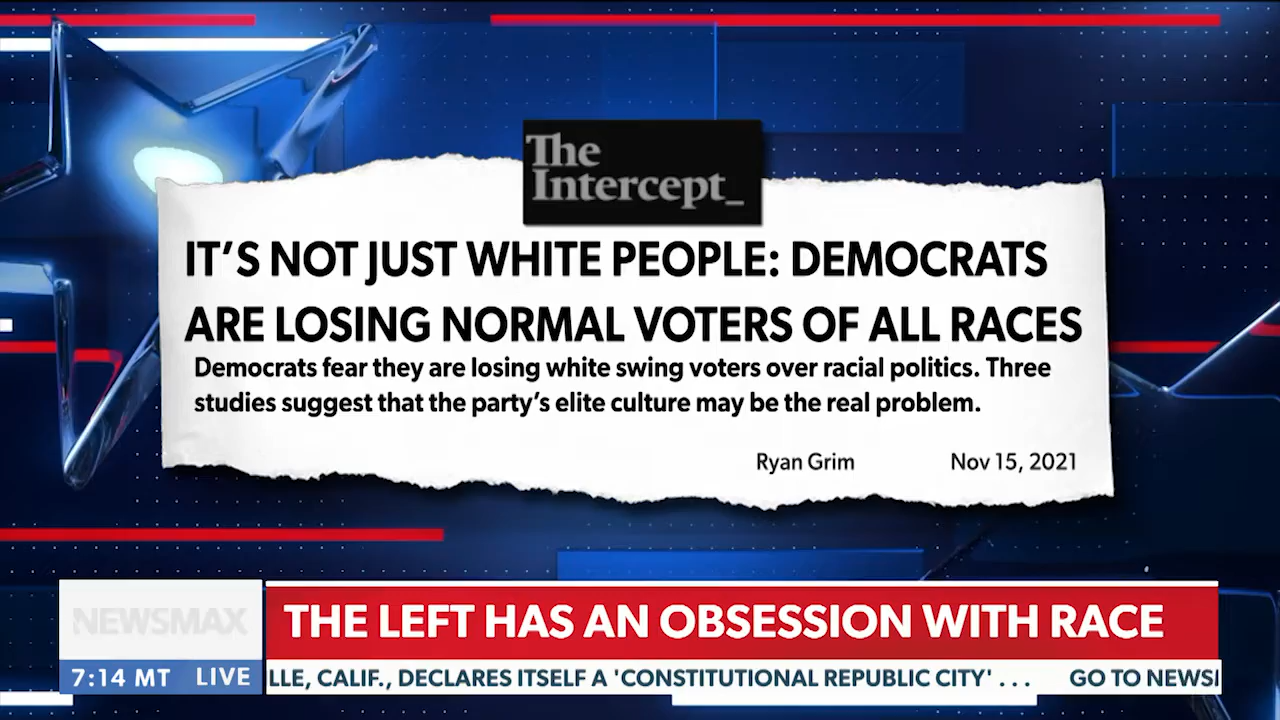 The
Intercept_
IT'S NOT JUST WHITE PEOPLE: DEMOCRATS
ARE LOSING NORMAL VOTERS OF ALL RACES
Democrats fear they are losing white swing voters over racial politics. Three
studies suggest that the party's elite culture may be the real problem.
Ryan Grim Nov 15, 2021
NEWSMAX
THE LEFT HAS AN OBSESSION WITH RACE
7:14 MT LIVE
LLE, CALIF., DECLARES ITSELF A 'CONSTITUTIONAL REPUBLIC CITY' . . . GO TO NEWS